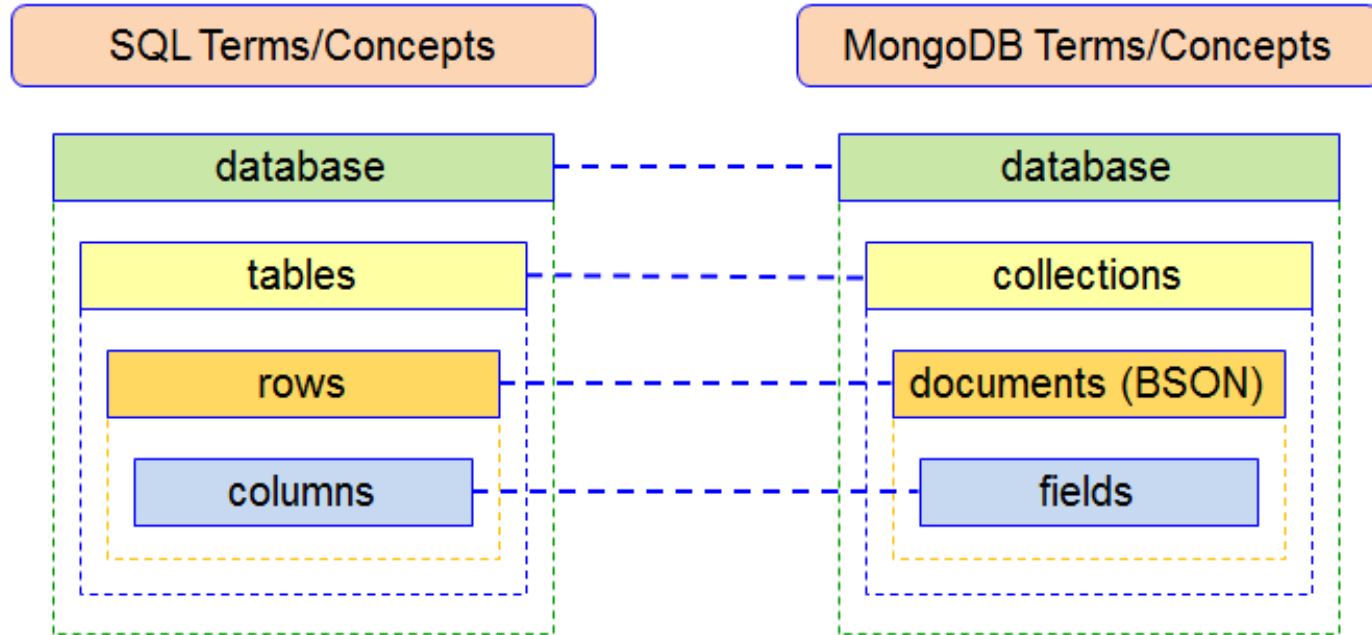 SQL Terms/Concepts
MongoDB Terms/Concepts
database
database
tables
collections
rows
documents (BSON)
columns
fields